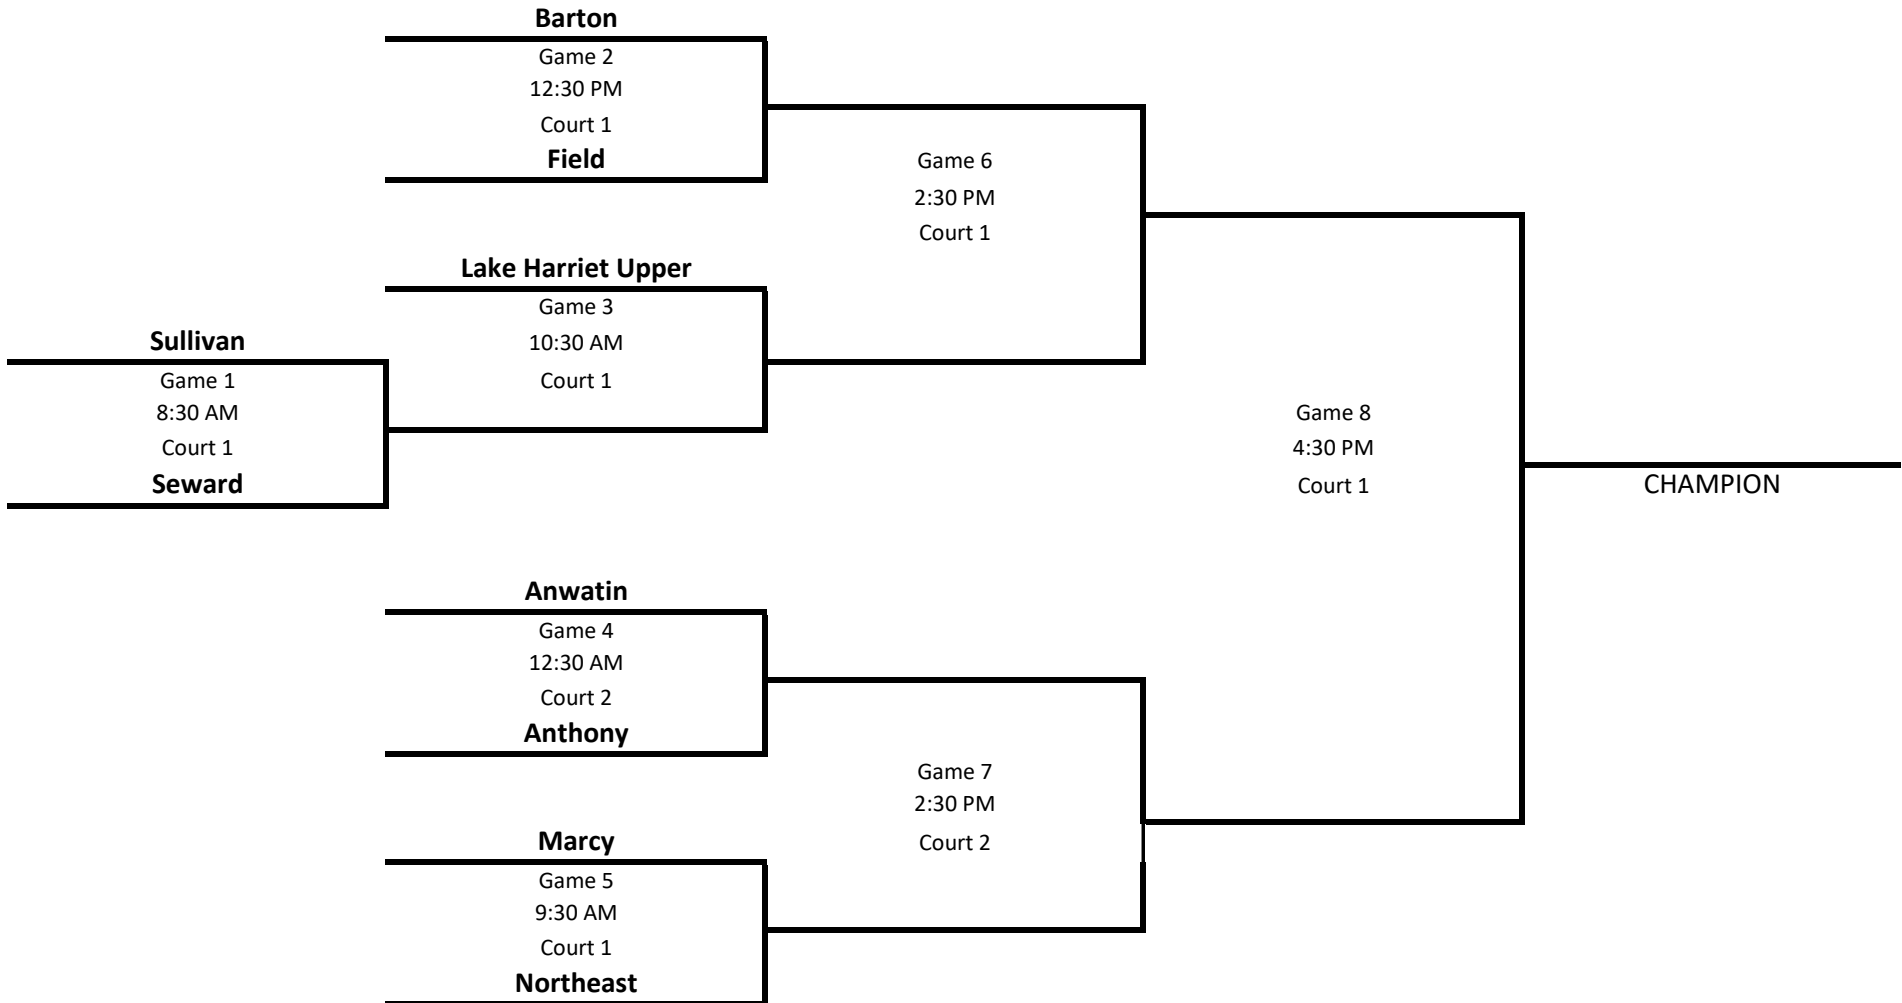 Barton
Game 2
12:30 PM
Court 1
Field
Game 6
2:30 PM
Court 1
Lake Harriet Upper
Game 3
10:30 AM
Court 1
Sullivan
Game 1
8:30 AM
Court 1
Seward
Game 8
4:30 PM
Court 1
CHAMPION
Anwatin
Game 4
12:30 AM
Court 2
Anthony
Game 7
2:30 PM
Court 2
Marcy
Game 5
9:30 AM
Court 1
Northeast